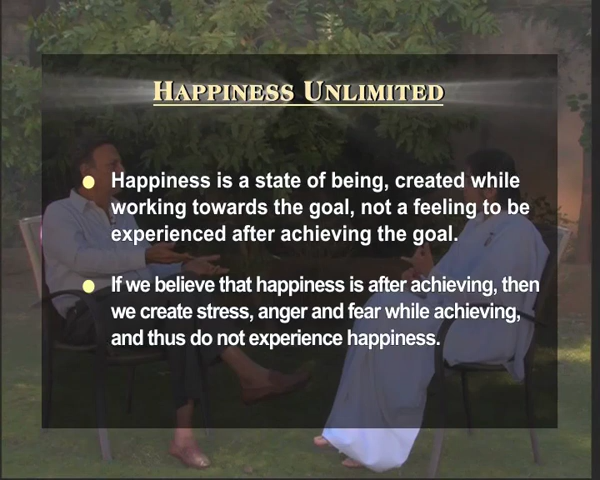 HAPPINESS UNLIMITED
Happiness is a state of being, created while
working towards the goal, not a feeling to be
experienced after achieving the goal.
If we believe that happiness is after achieving, then
we create stress, anger and fear while achieving,
and thus do not experience happiness.